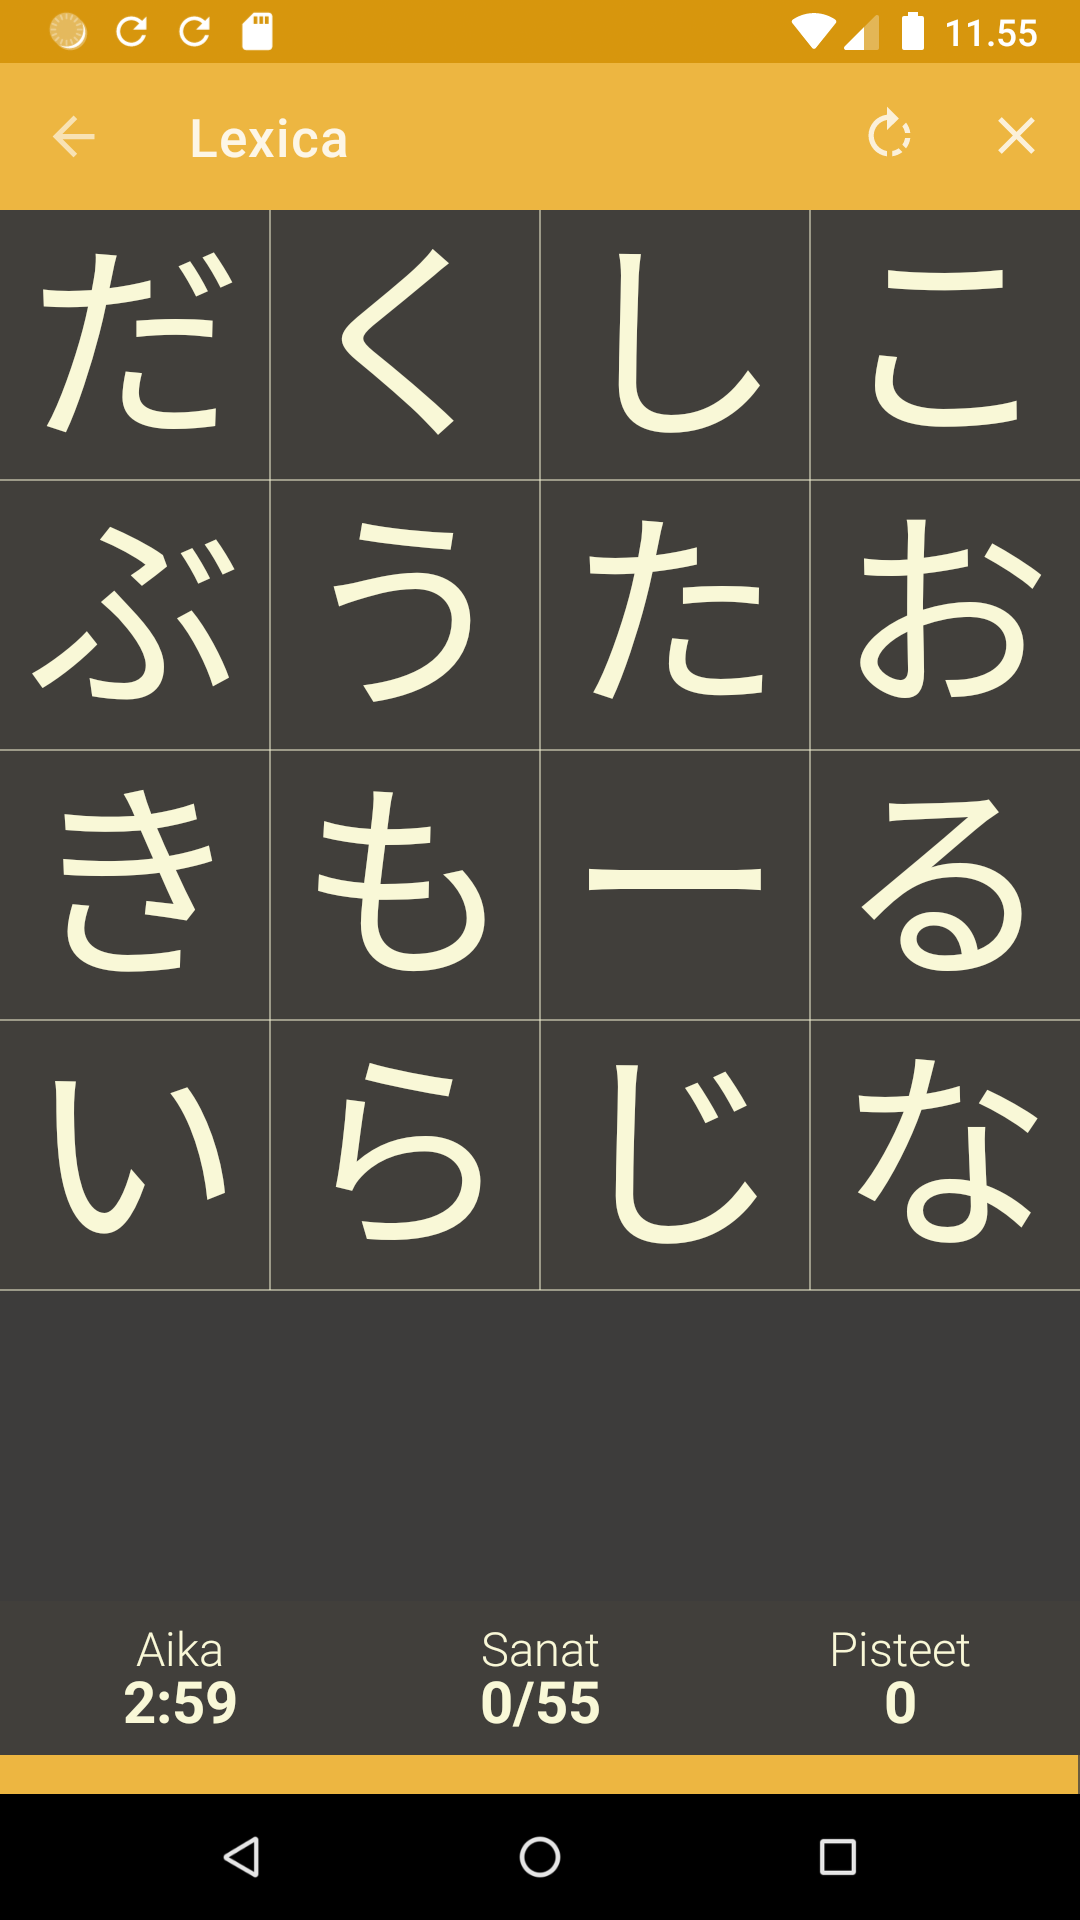 11.55
Lexica
だ く し こ
ぶ う た お
き も ー る
い ら じ な
Aika Sanat Pisteet
2:59 0/55 0